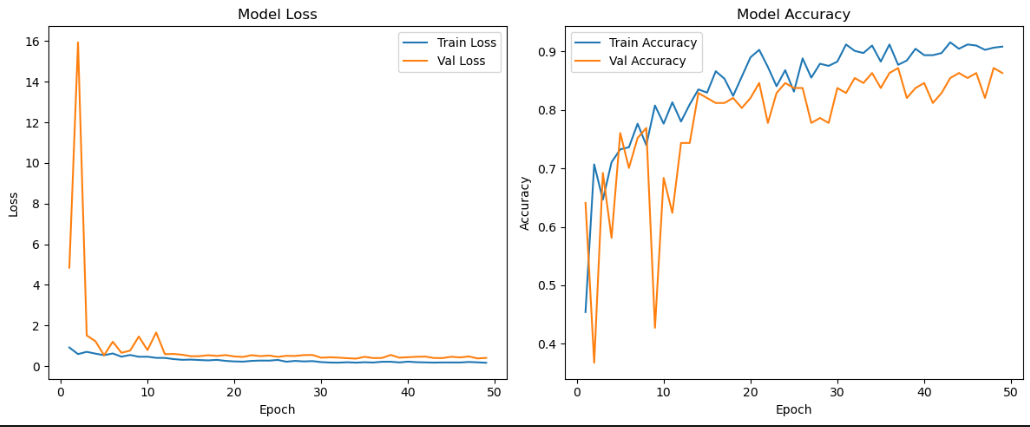 Model Loss
Train Loss
Val Loss
16
14
12
10
8
6
4
2
0
Loss
0
10
20
30
40
50
Epoch
Model Accuracy
Train Accuracy
Val Accuracy
0.9
0.8
0.7
0.6
0.5
0.4
Accuracy
0
10
20
30
40
50
Epoch